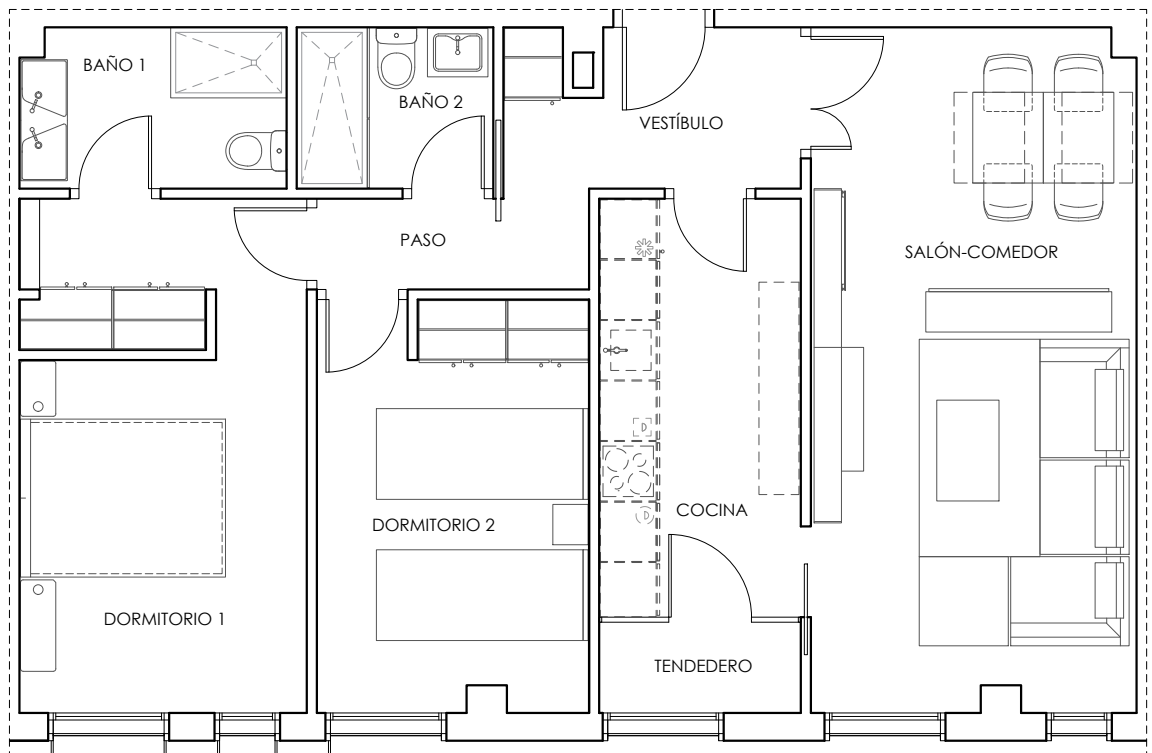 BAÑO 1
BAÑO 2
VESTÍBULO
PASO
SALÓN-COMEDOR
COCINA
DORMITORIO 2
DORMITORIO 1
TENDEDERO